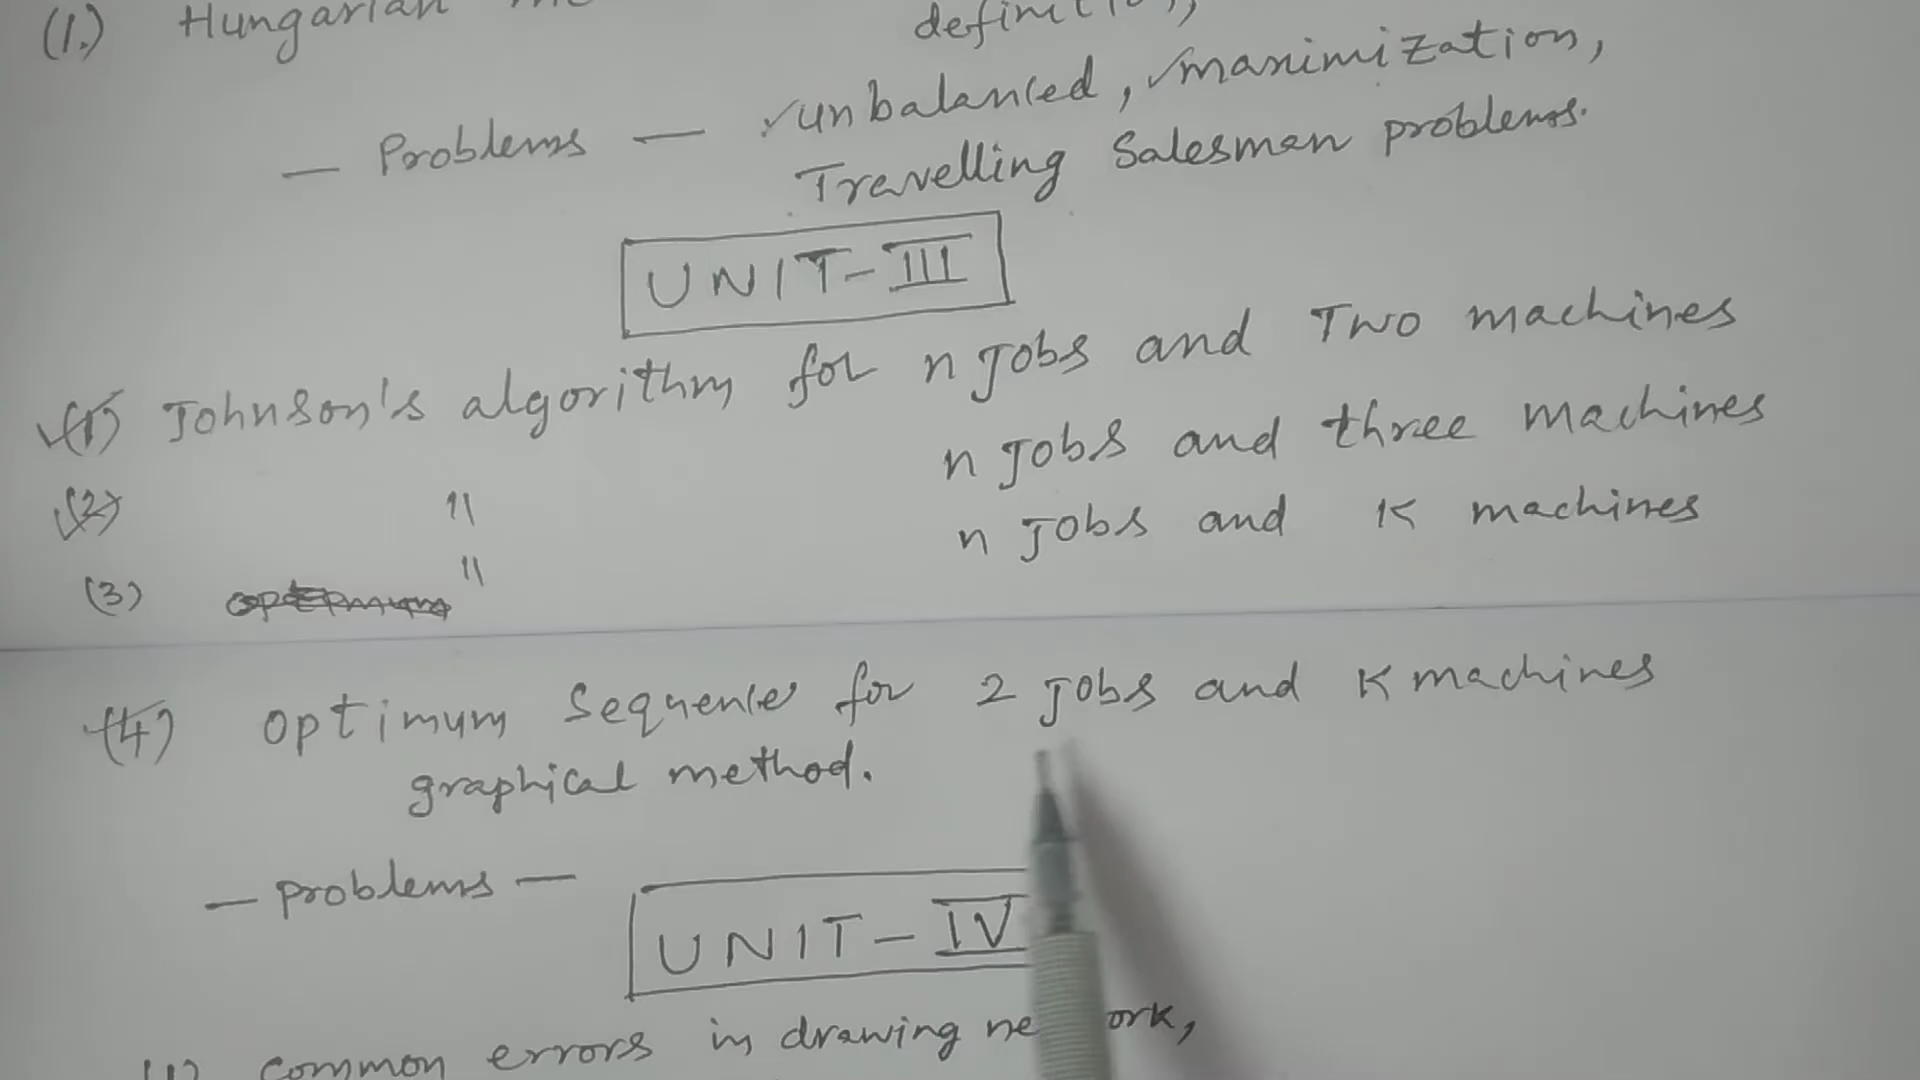 (1.) Hungarian
definition,
— Problems — ✓unbalanced, ✓maximization,
Travelling Salesman problems.
UNIT-III
(1) Johnson's algorithm for n Jobs and Two machines
(2) " n Jobs and three machines
(3) " n Jobs and K machines
(4) optimum Sequence for 2 Jobs and K machines
graphical method.
— problems —
UNIT-IV
(1) common errors in drawing